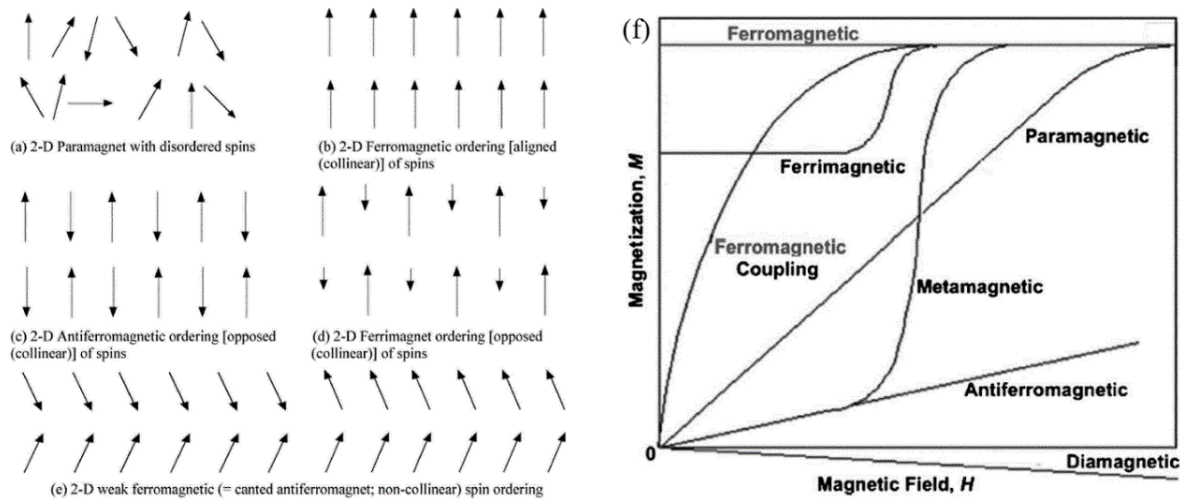 (a) 2-D Paramagnet with disordered spins
(b) 2-D Ferromagnetic ordering [aligned
(collinear)] of spins
(c) 2-D Antiferromagnetic ordering [opposed
(collinear)] of spins
(d) 2-D Ferrimagnet ordering [opposed
(collinear)] of spins
(e) 2-D weak ferromagnetic (= canted antiferromagnet; non-collinear) spin ordering
(f)
Ferromagnetic
Paramagnetic
Ferrimagnetic
Ferromagnetic
Coupling
Metamagnetic
Antiferromagnetic
Diamagnetic
Magnetization, M
0
Magnetic Field, H